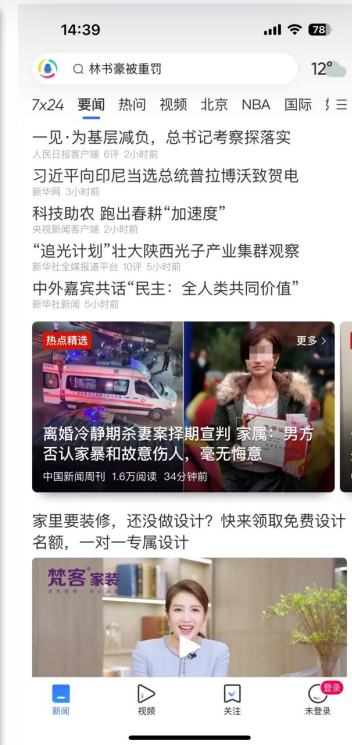 14:39
78
林书豪被重罚
12°
7x24 要闻 热问 视频 北京 NBA 国际
一见·为基层减负，总书记考察探落实
人民日报客户端 6评 2小时前
习近平向印尼当选总统普拉博沃致贺电
新华网 3小时前
科技助农 跑出春耕“加速度”
央视新闻客户端 2小时前
“追光计划”壮大陕西光子产业集群观察
新华社全媒报道平台 10评 5小时前
中外嘉宾共话“民主：全人类共同价值”
新华社新闻 5小时前
热点精选
更多
离婚冷静期杀妻案择期宣判 家属：男方
否认家暴和故意伤人，毫无悔意
中国新闻周刊 1.6万阅读 34分钟前
家里要装修，还没做设计？快来领取免费设计
名额，一对一专属设计
梵客家装
登录
新闻 视频 关注 未登录